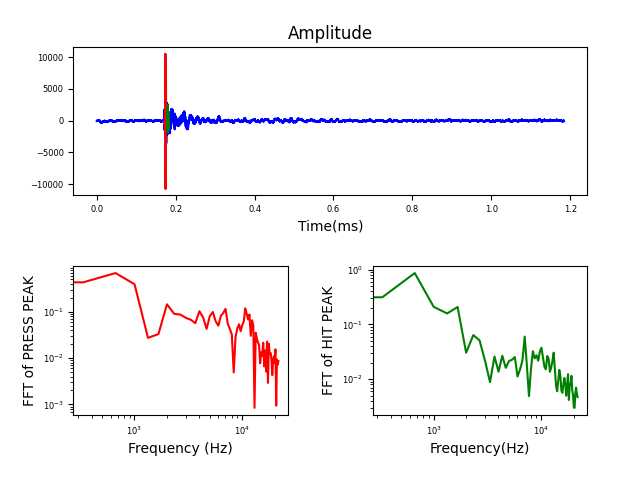 Amplitude
10000
5000
0
−5000
−10000
0.0 0.2 0.4 0.6 0.8 1.0 1.2
Time(ms)
FFT of PRESS PEAK
10⁻¹
10⁻²
10⁻³
10³ 10⁴
Frequency (Hz)
FFT of HIT PEAK
10⁰
10⁻¹
10⁻²
10³ 10⁴
Frequency(Hz)